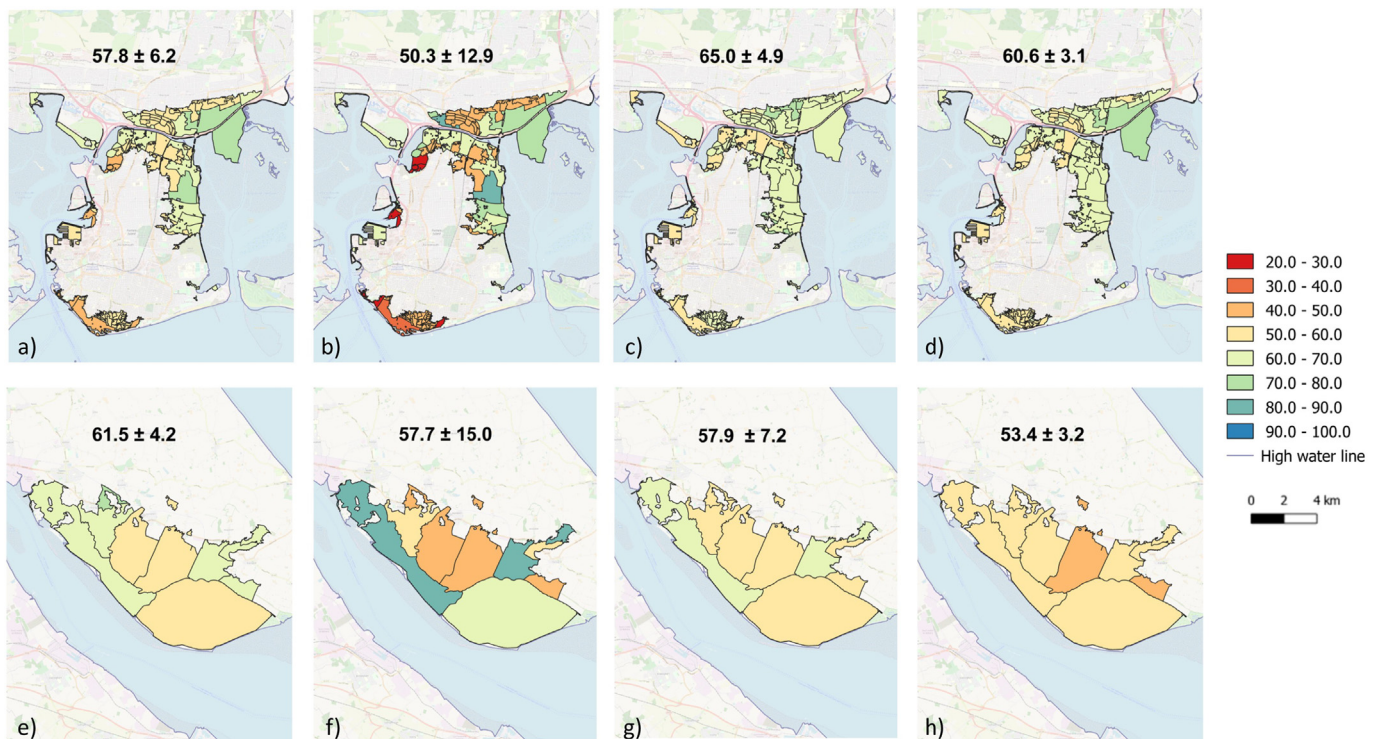 57.8 ± 6.2
50.3 ± 12.9
65.0 ± 4.9
60.6 ± 3.1
a)
b)
c)
d)
20.0 - 30.0
30.0 - 40.0
40.0 - 50.0
50.0 - 60.0
60.0 - 70.0
70.0 - 80.0
80.0 - 90.0
90.0 - 100.0
High water line
0 2 4 km
61.5 ± 4.2
57.7 ± 15.0
57.9 ± 7.2
53.4 ± 3.2
e)
f)
g)
h)